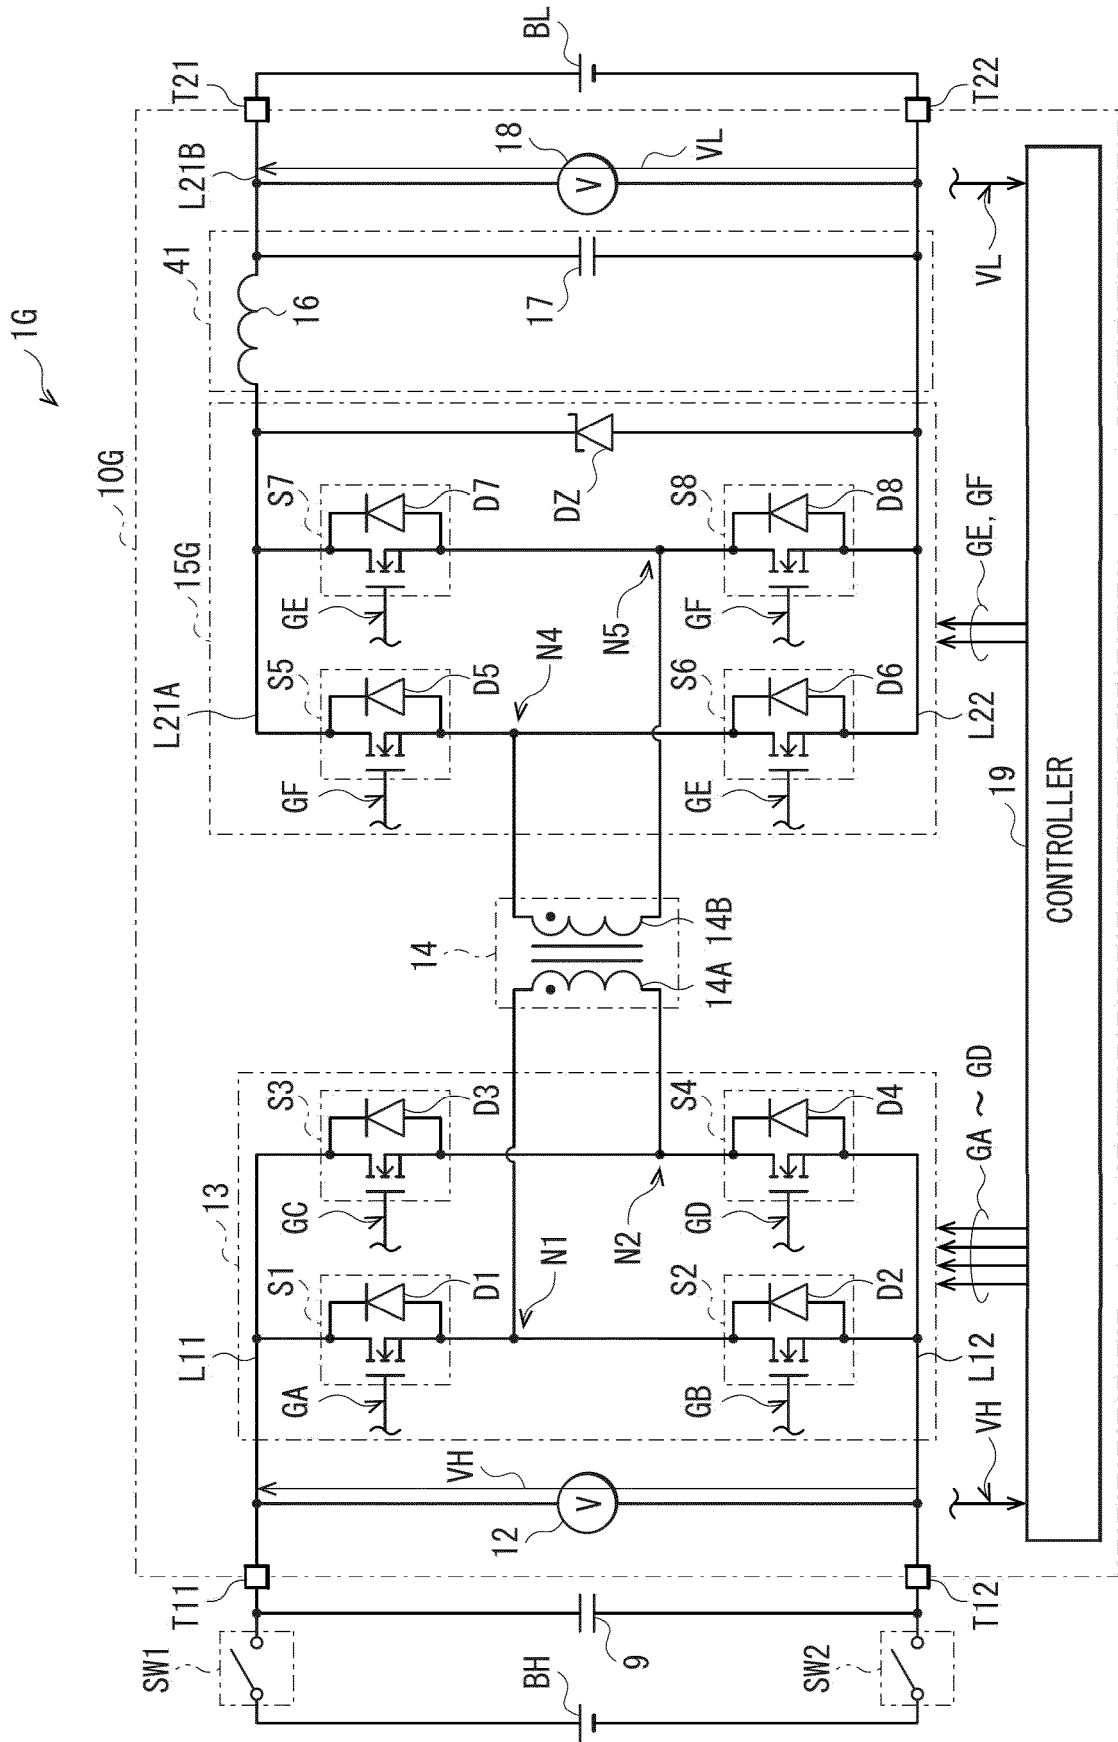 1G
10G
SW1
T11
L11
13
S1
S3
GA
GC
D1
D3
VH
12
N1
N2
BH
9
S2
S4
GB
GD
D2
D4
L12
T12
SW2
VH
GA ~ GD
14
14A
14B
15G
L21A
S5
S7
GF
GE
D5
D7
N4
N5
DZ
S6
S8
GE
GF
D6
D8
L22
GE, GF
41
16
17
L21B
T21
18
VL
BL
T22
VL
V
V
19
CONTROLLER